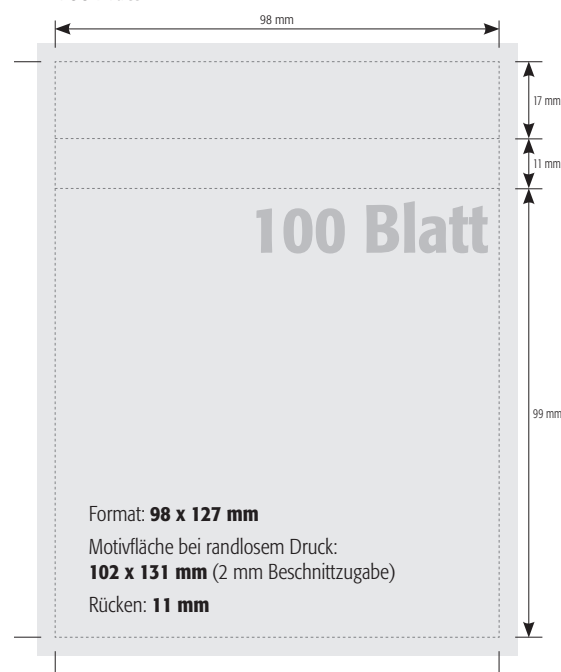 98 mm
17 mm
11 mm
100 Blatt
99 mm
Format: 98 x 127 mm
Motivfläche bei randlosem Druck:
102 x 131 mm (2 mm Beschnittzugabe)
Rücken: 11 mm